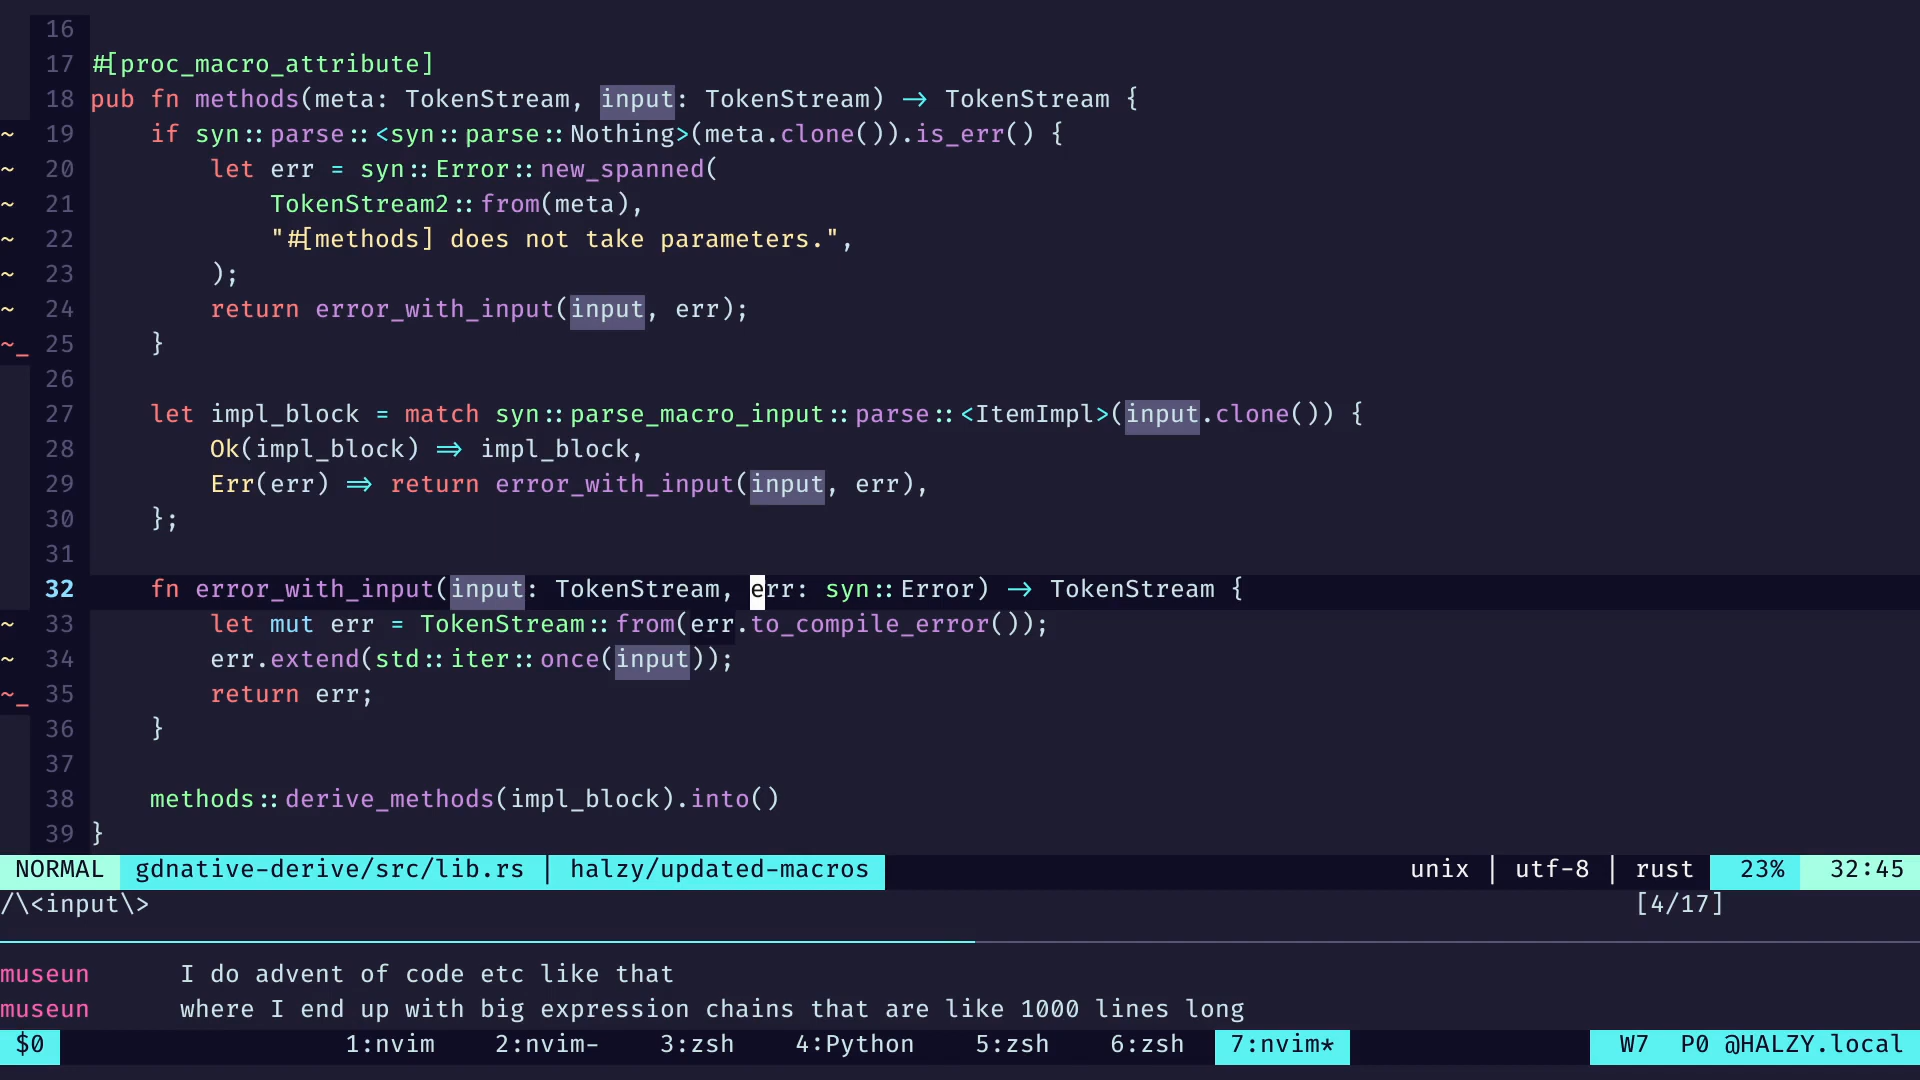 16
17 #[proc_macro_attribute]
18 pub fn methods(meta: TokenStream, input: TokenStream) -> TokenStream {
~ 19     if syn::parse::<syn::parse::Nothing>(meta.clone()).is_err() {
~ 20         let err = syn::Error::new_spanned(
~ 21             TokenStream2::from(meta),
~ 22             "#[methods] does not take parameters.",
~ 23         );
~ 24         return error_with_input(input, err);
~_ 25     }
26
27     let impl_block = match syn::parse_macro_input::parse::<ItemImpl>(input.clone()) {
28         Ok(impl_block) => impl_block,
29         Err(err) => return error_with_input(input, err),
30     };
31
32     fn error_with_input(input: TokenStream, err: syn::Error) -> TokenStream {
~ 33         let mut err = TokenStream::from(err.to_compile_error());
~ 34         err.extend(std::iter::once(input));
~_ 35         return err;
36     }
37
38     methods::derive_methods(impl_block).into()
39 }
NORMAL gdnative-derive/src/lib.rs | halzy/updated-macros unix | utf-8 | rust 23% 32:45
/\<input\> [4/17]
museun I do advent of code etc like that
museun where I end up with big expression chains that are like 1000 lines long
$0 1:nvim 2:nvim- 3:zsh 4:Python 5:zsh 6:zsh 7:nvim* W7 P0 @HALZY.local